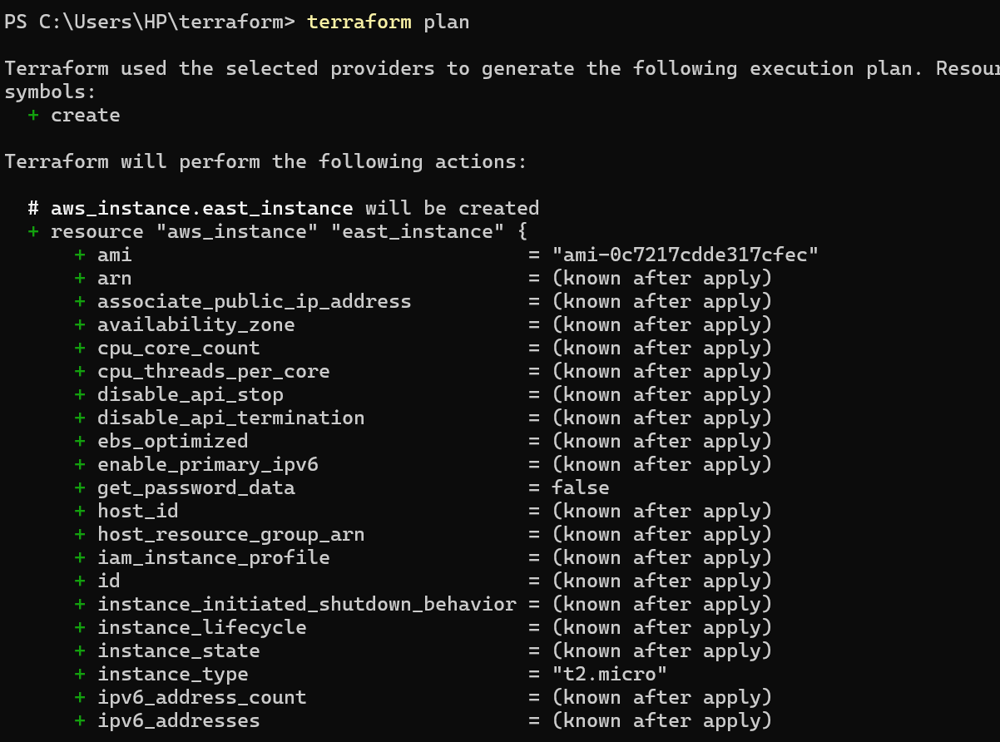 PS C:\Users\HP\terraform> terraform plan
Terraform used the selected providers to generate the following execution plan.
symbols:
+ create
Terraform will perform the following actions:
# aws_instance.east_instance will be created
+ resource "aws_instance" "east_instance" {
+ ami = "ami-0c7217cdde317cfec"
+ arn = (known after apply)
+ associate_public_ip_address = (known after apply)
+ availability_zone = (known after apply)
+ cpu_core_count = (known after apply)
+ cpu_threads_per_core = (known after apply)
+ disable_api_stop = (known after apply)
+ disable_api_termination = (known after apply)
+ ebs_optimized = (known after apply)
+ enable_primary_ipv6 = (known after apply)
+ get_password_data = false
+ host_id = (known after apply)
+ host_resource_group_arn = (known after apply)
+ iam_instance_profile = (known after apply)
+ id = (known after apply)
+ instance_initiated_shutdown_behavior = (known after apply)
+ instance_lifecycle = (known after apply)
+ instance_state = (known after apply)
+ instance_type = "t2.micro"
+ ipv6_address_count = (known after apply)
+ ipv6_addresses = (known after apply)